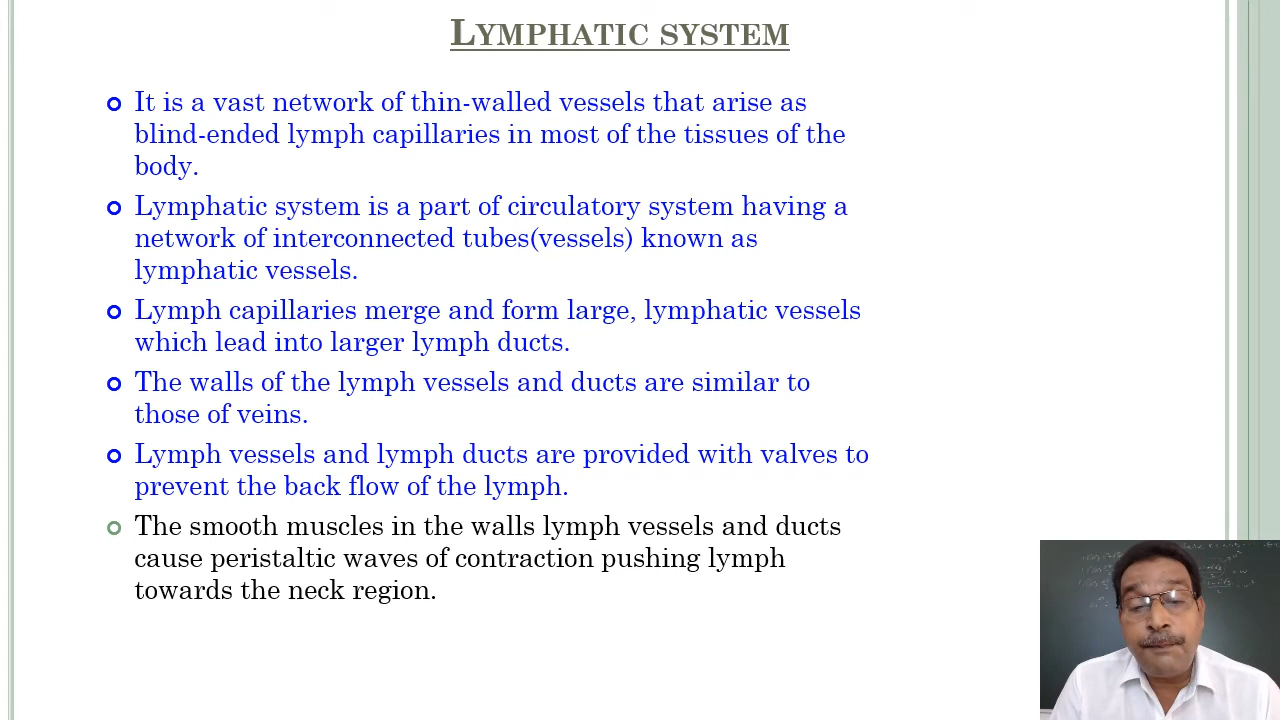 LYMPHATIC SYSTEM
It is a vast network of thin-walled vessels that arise as
blind-ended lymph capillaries in most of the tissues of the
body.
Lymphatic system is a part of circulatory system having a
network of interconnected tubes(vessels) known as
lymphatic vessels.
Lymph capillaries merge and form large, lymphatic vessels
which lead into larger lymph ducts.
The walls of the lymph vessels and ducts are similar to
those of veins.
Lymph vessels and lymph ducts are provided with valves to
prevent the back flow of the lymph.
The smooth muscles in the walls lymph vessels and ducts
cause peristaltic waves of contraction pushing lymph
towards the neck region.